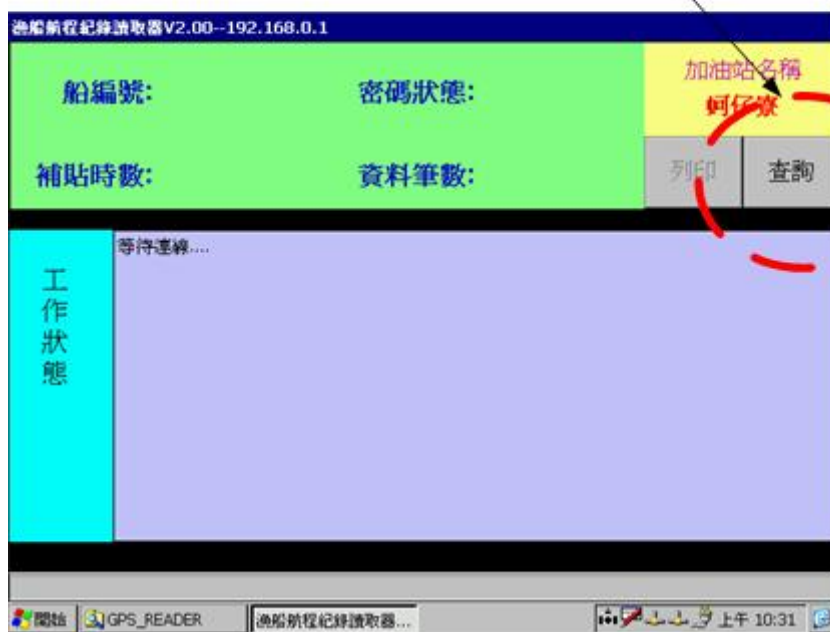 漁船航程紀錄讀取器V2.00--192.168.0.1
船編號:
密碼狀態:
加油站名稱
蚵仔寮
補貼時數:
資料筆數:
列印
查詢
工作狀態
等待連線....
開始
GPS_READER
漁船航程紀錄讀取器...
上午 10:31